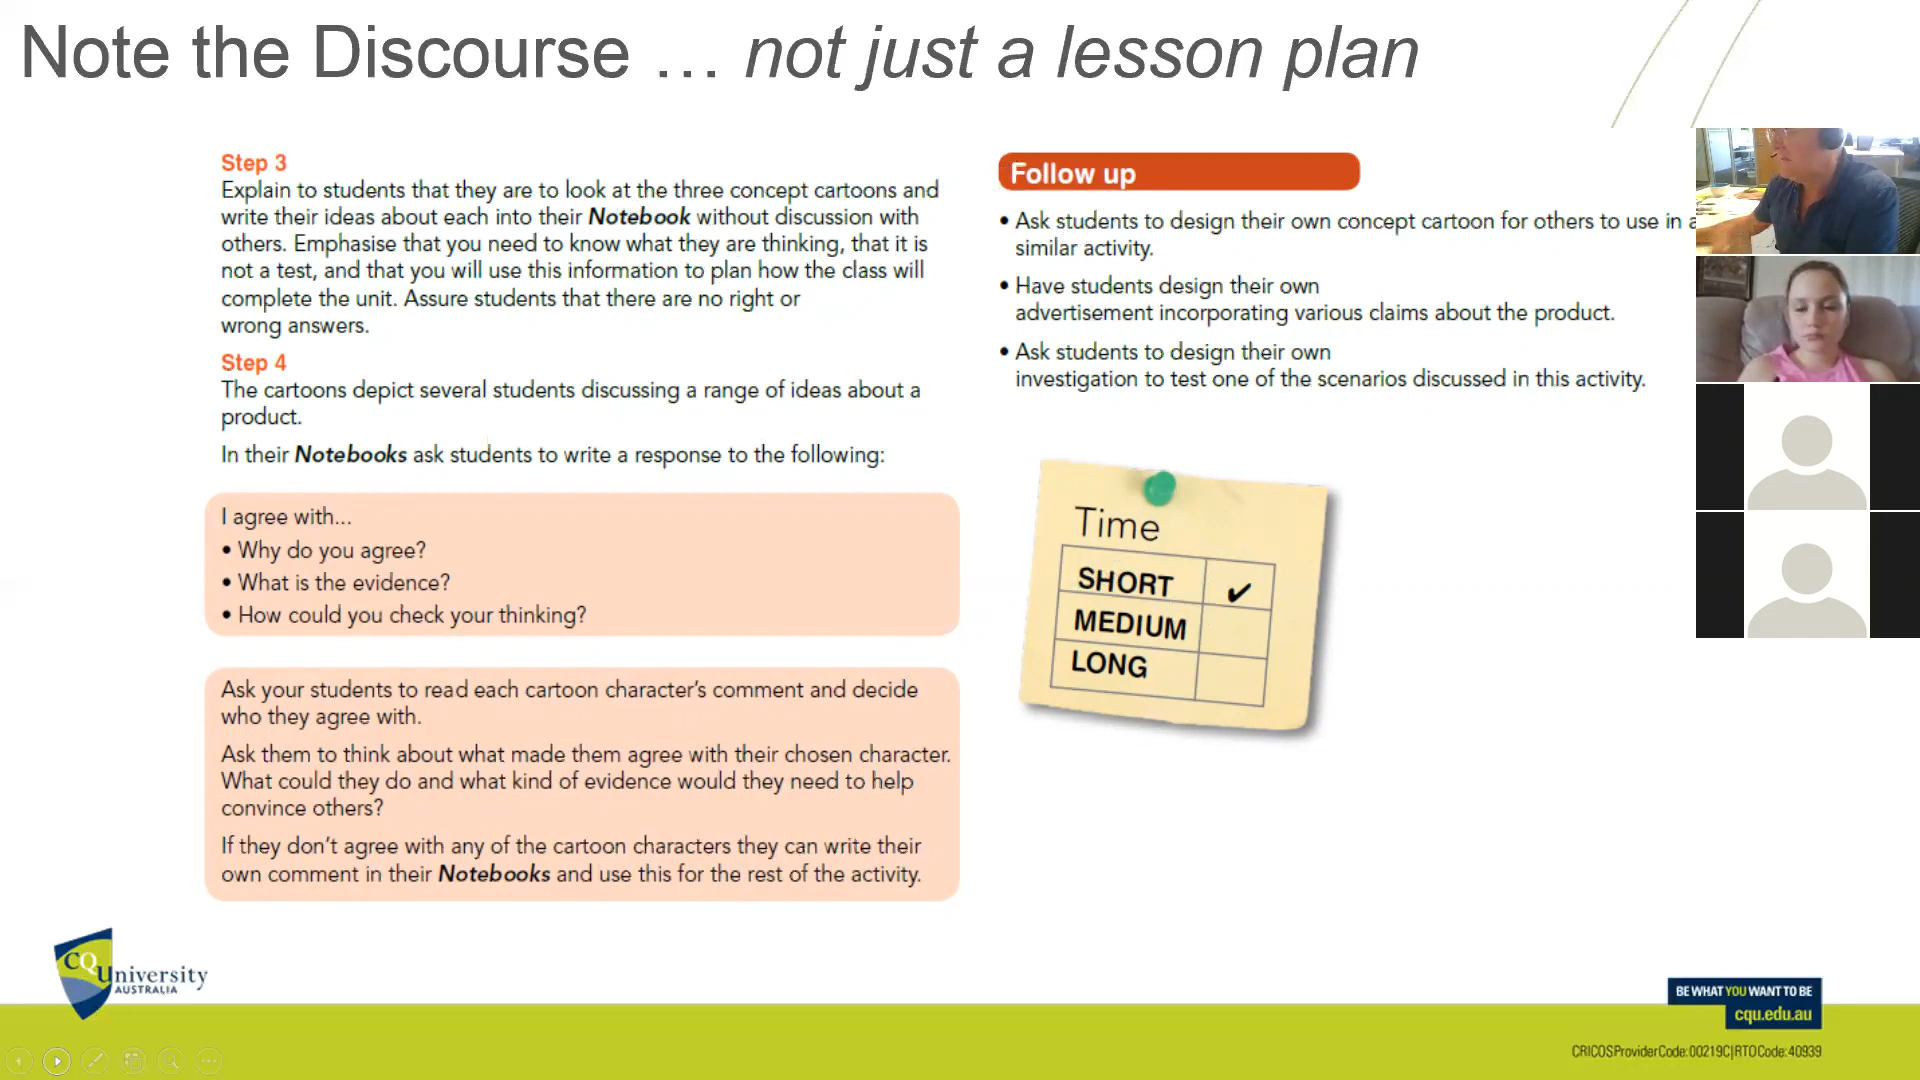 Note the Discourse … not just a lesson plan
Step 3
Explain to students that they are to look at the three concept cartoons and
write their ideas about each into their Notebook without discussion with
others. Emphasise that you need to know what they are thinking, that it is
not a test, and that you will use this information to plan how the class will
complete the unit. Assure students that there are no right or
wrong answers.
Step 4
The cartoons depict several students discussing a range of ideas about a
product.
In their Notebooks ask students to write a response to the following:
I agree with...
• Why do you agree?
• What is the evidence?
• How could you check your thinking?
Ask your students to read each cartoon character's comment and decide
who they agree with.
Ask them to think about what made them agree with their chosen character.
What could they do and what kind of evidence would they need to help
convince others?
If they don't agree with any of the cartoon characters they can write their
own comment in their Notebooks and use this for the rest of the activity.
Follow up
• Ask students to design their own concept cartoon for others to use in a
similar activity.
• Have students design their own
advertisement incorporating various claims about the product.
• Ask students to design their own
investigation to test one of the scenarios discussed in this activity.
Time
SHORT ✔
MEDIUM
LONG
CQUniversity
AUSTRALIA
BE WHAT YOU WANT TO BE
cqu.edu.au
CRICOS Provider Code: 00219C | RTO Code: 40939